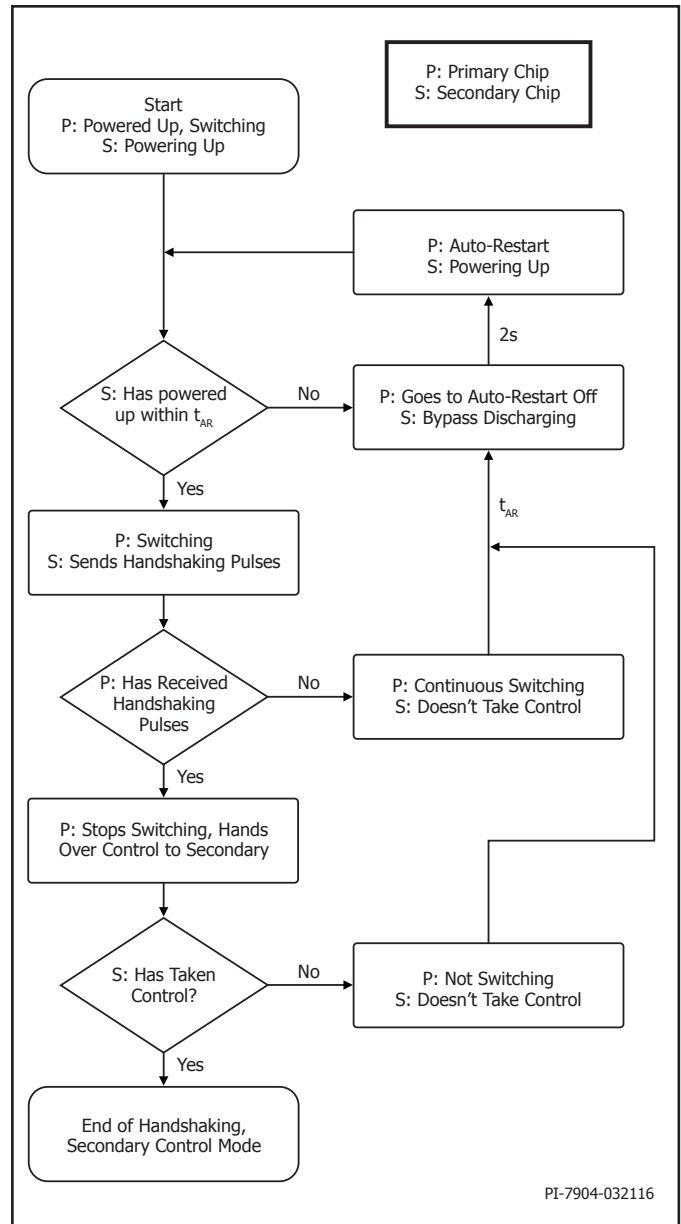 P: Primary Chip
S: Secondary Chip
Start
P: Powered Up, Switching
S: Powering Up
P: Auto-Restart
S: Powering Up
2s
S: Has powered
up within tAR
No
P: Goes to Auto-Restart Off
S: Bypass Discharging
Yes
tAR
P: Switching
S: Sends Handshaking Pulses
P: Has Received
Handshaking
Pulses
No
P: Continuous Switching
S: Doesn't Take Control
Yes
P: Stops Switching, Hands
Over Control to Secondary
S: Has Taken
Control?
No
P: Not Switching
S: Doesn't Take Control
Yes
End of Handshaking,
Secondary Control Mode
PI-7904-032116